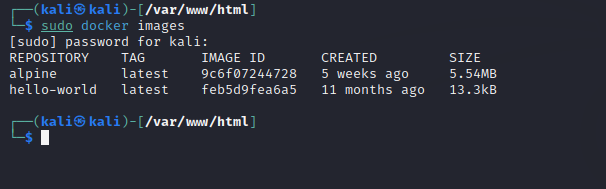 ┌──(kali㉿kali)-[/var/www/html]
└─$ sudo docker images
[sudo] password for kali:
REPOSITORY    TAG       IMAGE ID       CREATED         SIZE
alpine        latest    9c6f07244728   5 weeks ago     5.54MB
hello-world   latest    feb5d9fea6a5   11 months ago   13.3kB
┌──(kali㉿kali)-[/var/www/html]
└─$